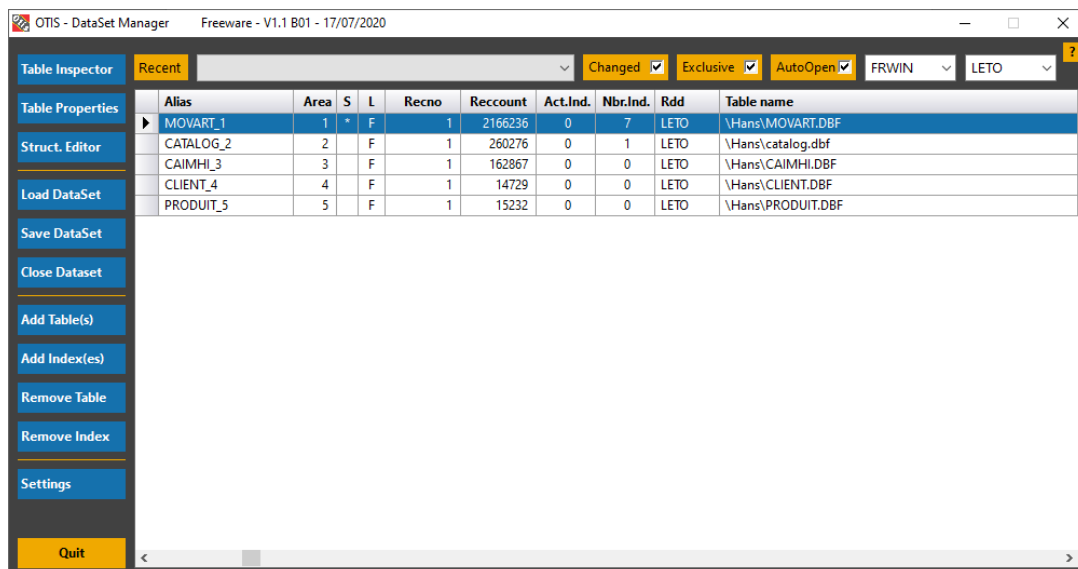 OTIS - DataSet Manager Freeware - V1.1 B01 - 17/07/2020
?
Table Inspector
Recent Changed Exclusive AutoOpen FRWIN LETO
Table Properties
Struct. Editor
Load DataSet
Save DataSet
Close Dataset
Add Table(s)
Add Index(es)
Remove Table
Remove Index
Settings
Quit
Alias Area S L Recno Reccount Act.Ind. Nbr.Ind. Rdd Table name
MOVART_1 1 * F 1 2166236 0 7 LETO \Hans\MOVART.DBF
CATALOG_2 2 F 1 260276 0 1 LETO \Hans\catalog.dbf
CAIMHI_3 3 F 1 162867 0 0 LETO \Hans\CAIMHI.DBF
CLIENT_4 4 F 1 14729 0 0 LETO \Hans\CLIENT.DBF
PRODUIT_5 5 F 1 15232 0 0 LETO \Hans\PRODUIT.DBF